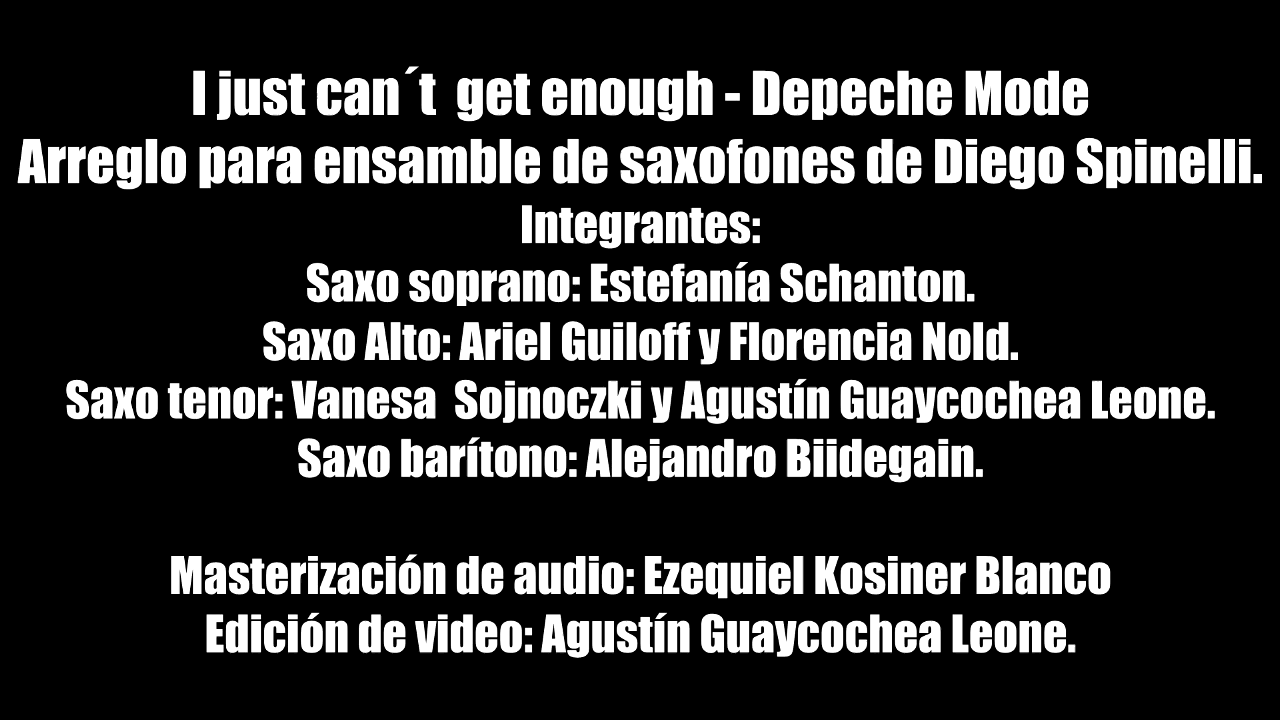 I just can´t  get enough - Depeche Mode
Arreglo para ensamble de saxofones de Diego Spinelli.
Integrantes:
Saxo soprano: Estefanía Schanton.
Saxo Alto: Ariel Guiloff y Florencia Nold.
Saxo tenor: Vanesa  Sojnoczki y Agustín Guaycochea Leone.
Saxo barítono: Alejandro Biidegain.
Masterización de audio: Ezequiel Kosiner Blanco
Edición de video: Agustín Guaycochea Leone.